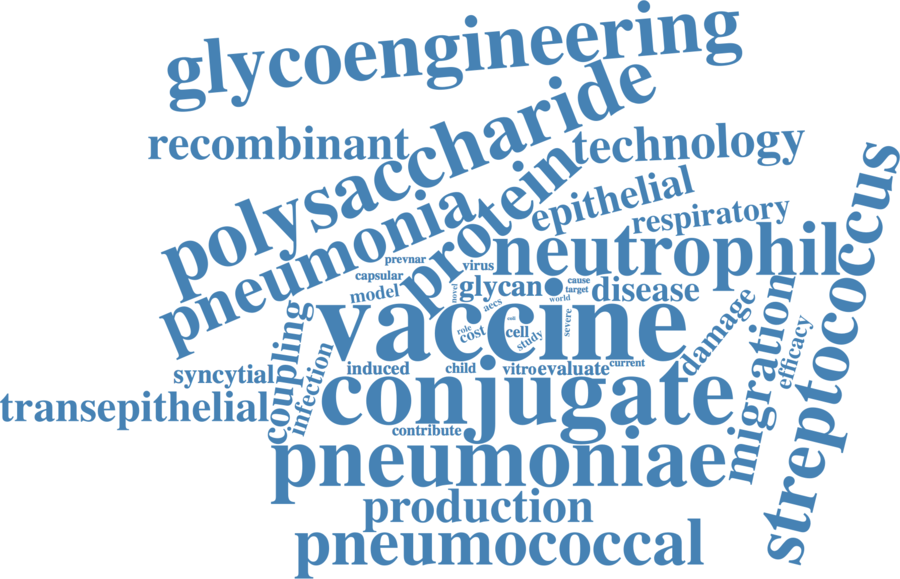 glycoengineering
polysaccharide
recombinant
technology
protein
pneumonia
epithelial
respiratory
streptococcus
neutrophil
prevnar
virus
capsular
model
novel
glycan
cause
target
world
disease
aecs
vaccine
role
cost
coli
cell
study
severe
damage
migration
efficacy
coupling
infection
syncytial
induced
child
vitro
evaluate
current
transepithelial
conjugate
contribute
pneumoniae
production
pneumococcal